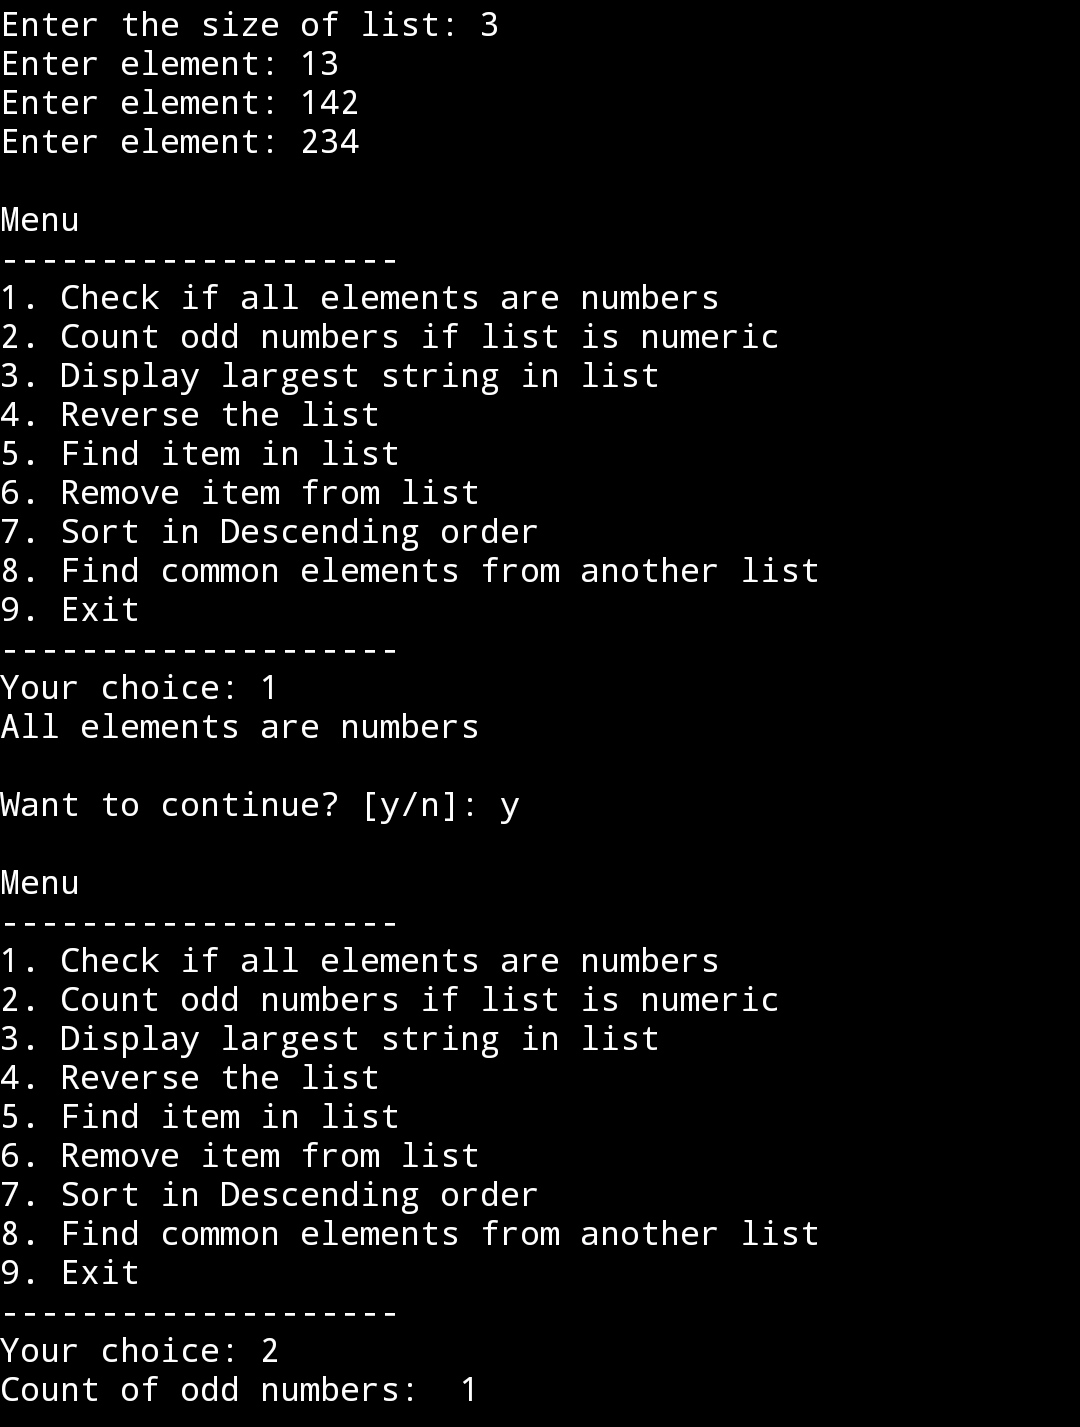 Enter the size of list: 3
Enter element: 13
Enter element: 142
Enter element: 234

Menu
--------------------
1. Check if all elements are numbers
2. Count odd numbers if list is numeric
3. Display largest string in list
4. Reverse the list
5. Find item in list
6. Remove item from list
7. Sort in Descending order
8. Find common elements from another list
9. Exit
--------------------
Your choice: 1
All elements are numbers

Want to continue? [y/n]: y

Menu
--------------------
1. Check if all elements are numbers
2. Count odd numbers if list is numeric
3. Display largest string in list
4. Reverse the list
5. Find item in list
6. Remove item from list
7. Sort in Descending order
8. Find common elements from another list
9. Exit
--------------------
Your choice: 2
Count of odd numbers:  1